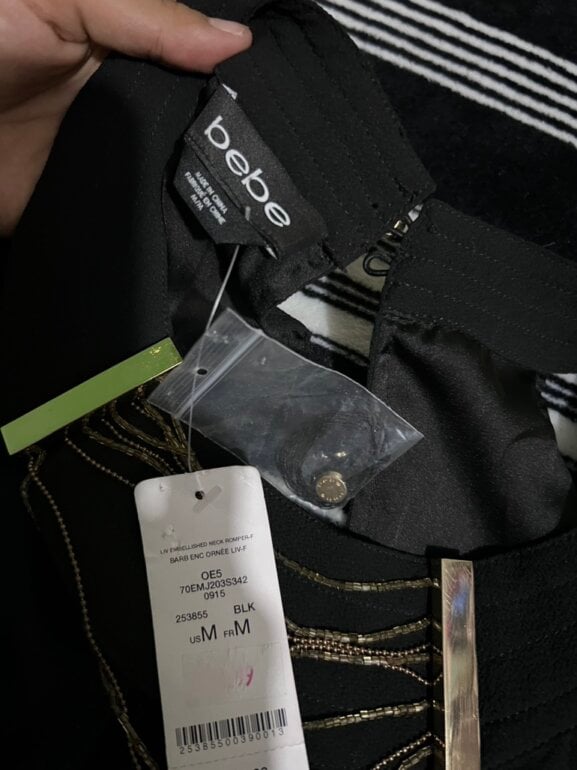 bebe
MADE IN CHINA
FABRIQUÉ EN CHINE
M/M
LIV EMBELLISHED NECK ROMPER-F
BARB ENC ORNÉE LIV-F
OE5
70EMJ203S342
0915
253855 BLK
US M FR M
25385500390013